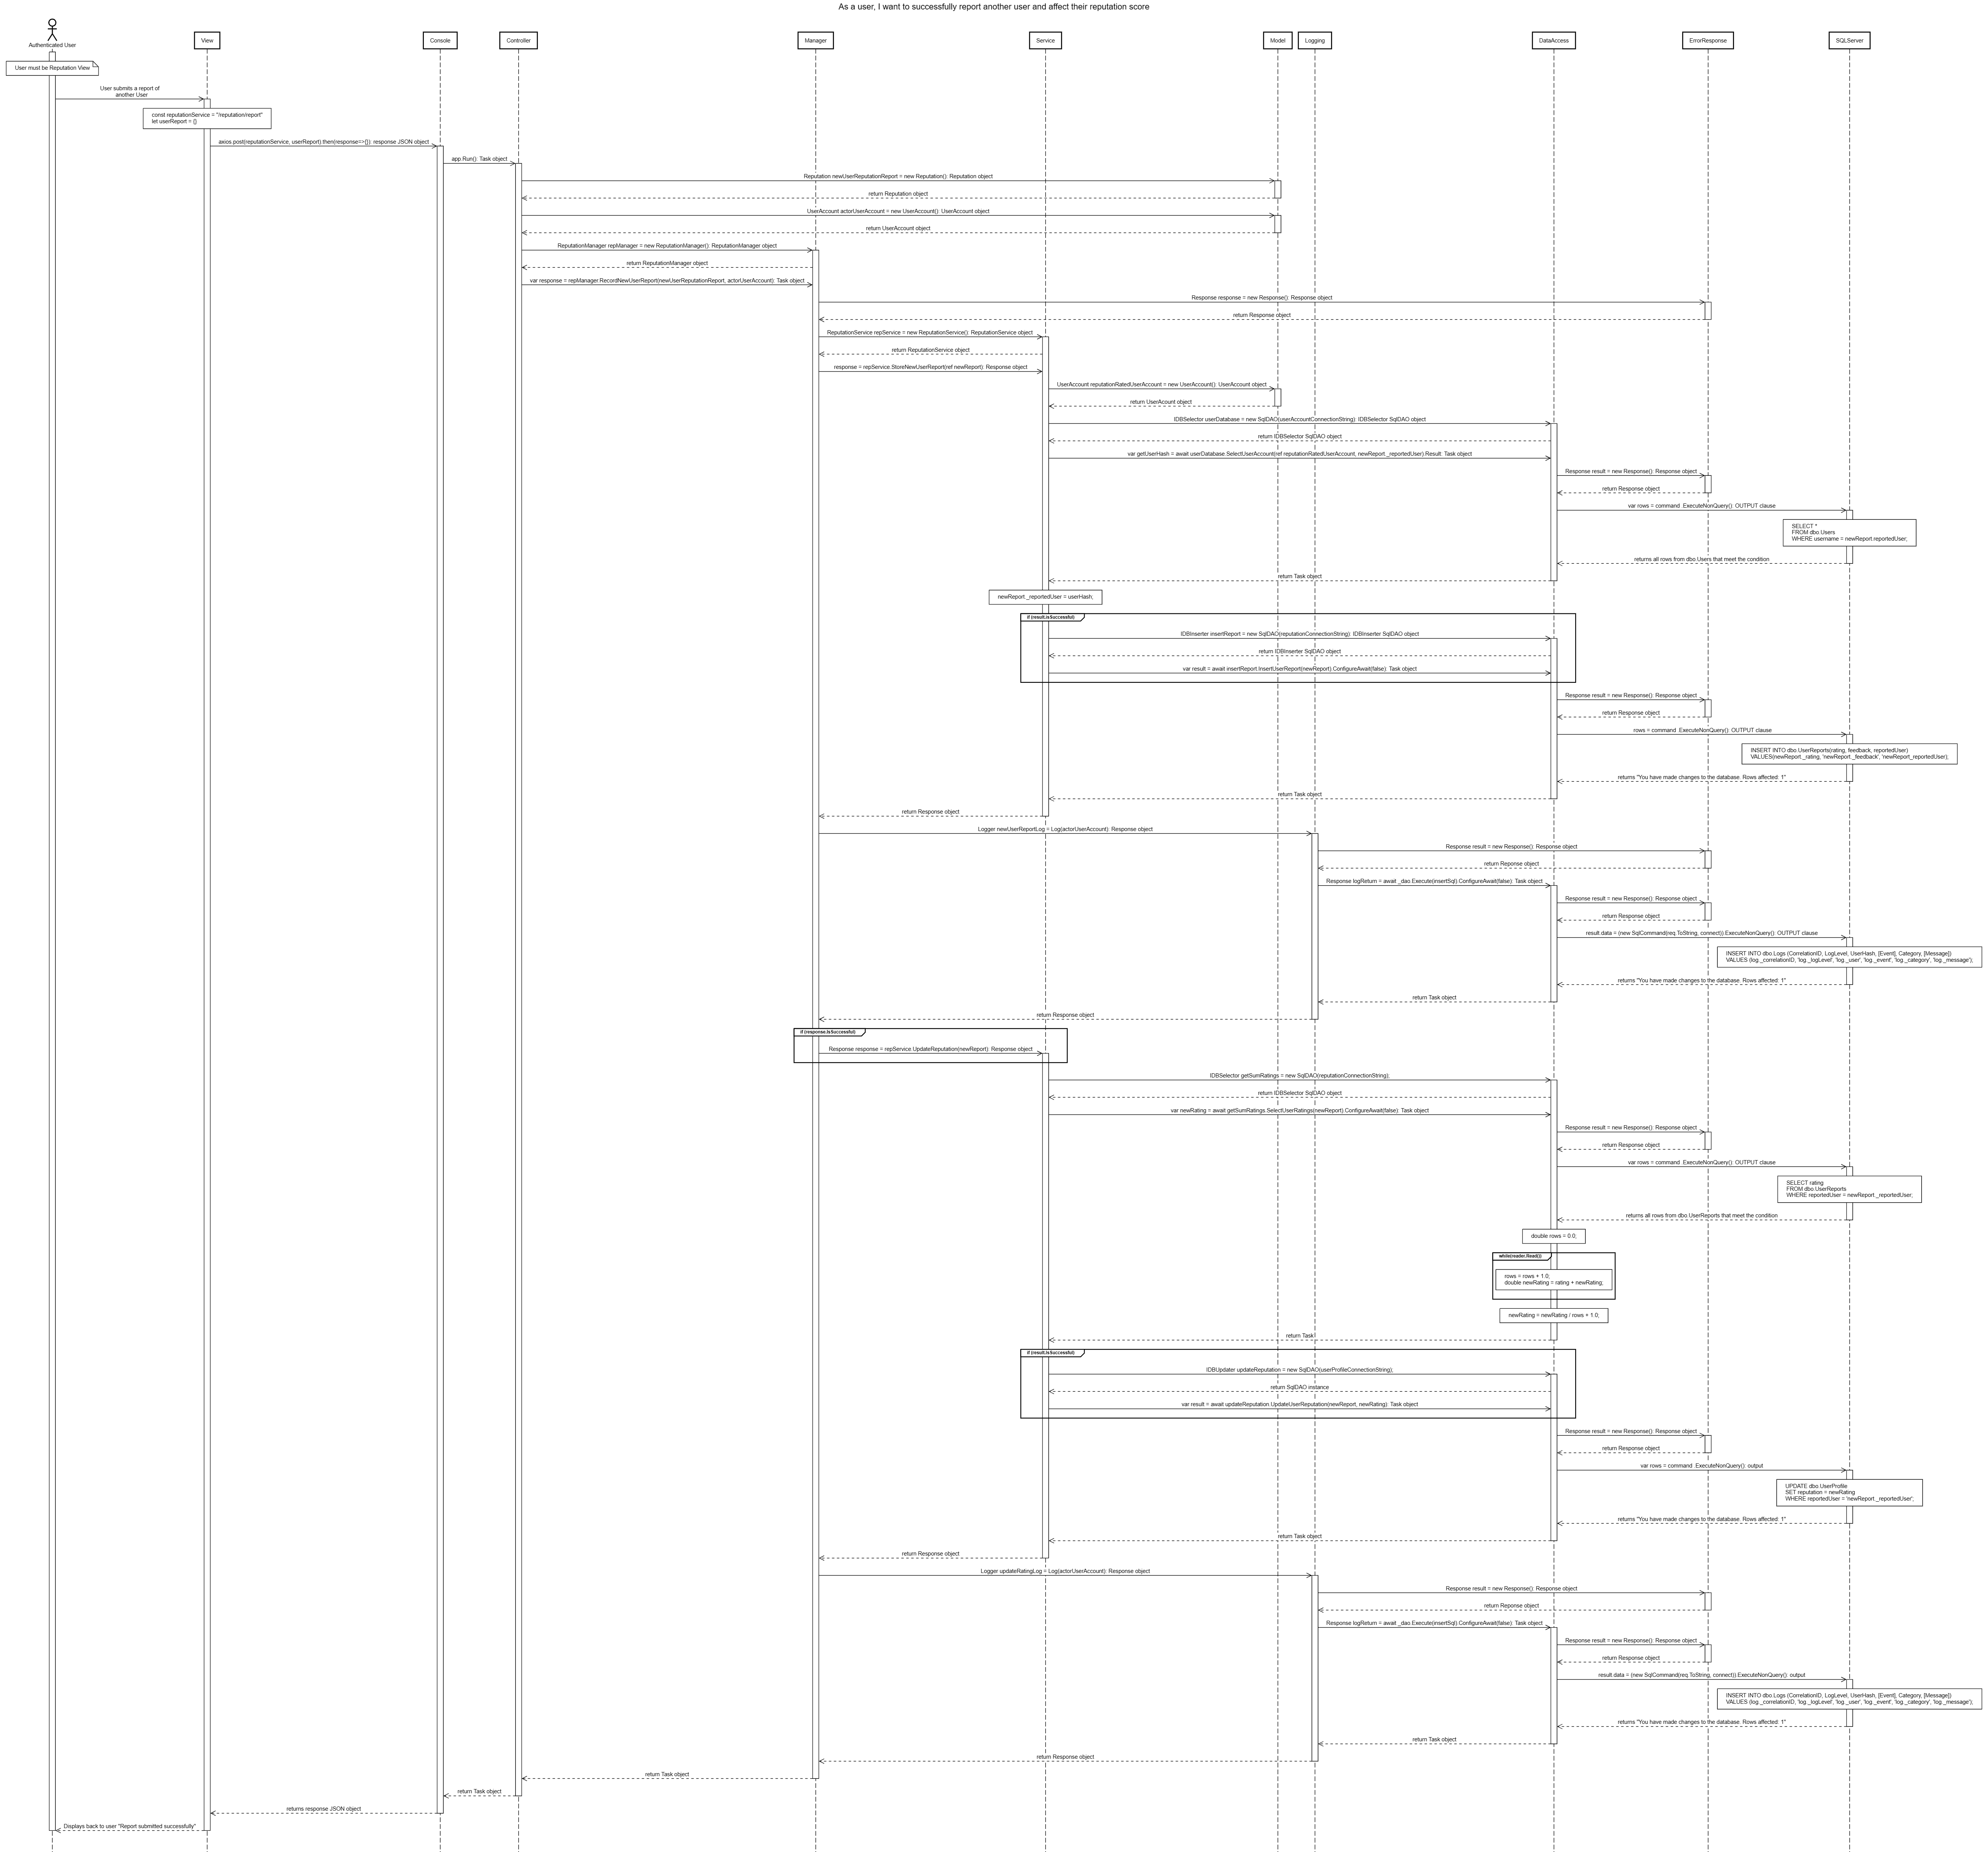 As a user, I want to successfully report another user and affect their reputation score
Authenticated User
View
Console
Controller
Manager
Service
Model
Logging
DataAccess
ErrorResponse
SQLServer
User must be Reputation View
User submits a report of
another User
const reputationService = "/reputation/report"
let userReport = {}
axios.post(reputationService, userReport).then(response=>{}): response JSON object
app.Run(): Task object
Reputation newUserReputationReport = new Reputation(): Reputation object
return Reputation object
UserAccount actorUserAccount = new UserAccount(): UserAccount object
return UserAccount object
ReputationManager repManager = new ReputationManager(): ReputationManager object
return ReputationManager object
var response = repManager.RecordNewUserReport(newUserReputationReport, actorUserAccount): Task object
Response response = new Response(): Response object
return Response object
ReputationService repService = new ReputationService(): ReputationService object
return ReputationService object
response = repService.StoreNewUserReport(ref newReport): Response object
UserAccount reputationRatedUserAccount = new UserAccount(): UserAccount object
return UserAcount object
IDBSelector userDatabase = new SqlDAO(userAccountConnectionString): IDBSelector SqlDAO object
return IDBSelector SqlDAO object
var getUserHash = await userDatabase.SelectUserAccount(ref reputationRatedUserAccount, newReport._reportedUser).Result: Task object
Response result = new Response(): Response object
return Response object
var rows = command .ExecuteNonQuery(): OUTPUT clause
SELECT *
FROM dbo.Users
WHERE username = newReport.reportedUser;
returns all rows from dbo.Users that meet the condition
return Task object
newReport._reportedUser = userHash;
if (result.isSuccessful)
IDBInserter insertReport = new SqlDAO(reputationConnectionString): IDBInserter SqlDAO object
return IDBInserter SqlDAO object
var result = await insertReport.InsertUserReport(newReport).ConfigureAwait(false): Task object
Response result = new Response(): Response object
return Response object
rows = command .ExecuteNonQuery(): OUTPUT clause
INSERT INTO dbo.UserReports(rating, feedback, reportedUser)
VALUES(newReport._rating, 'newReport._feedback', 'newReport_reportedUser);
returns "You have made changes to the database. Rows affected: 1"
return Task object
return Response object
Logger newUserReportLog = Log(actorUserAccount): Response object
Response result = new Response(): Response object
return Reponse object
Response logReturn = await _dao.Execute(insertSql).ConfigureAwait(false): Task object
Response result = new Response(): Response object
return Response object
result.data = (new SqlCommand(req.ToString, connect)).ExecuteNonQuery(): OUTPUT clause
INSERT INTO dbo.Logs (CorrelationID, LogLevel, UserHash, [Event], Category, [Message])
VALUES (log._correlationID, 'log._logLevel', 'log._user', 'log._event', 'log._category', 'log._message');
returns "You have made changes to the database. Rows affected: 1"
return Task object
return Response object
if (response.IsSuccessful)
Response response = repService.UpdateReputation(newReport): Response object
IDBSelector getSumRatings = new SqlDAO(reputationConnectionString);
return IDBSelector SqlDAO object
var newRating = await getSumRatings.SelectUserRatings(newReport).ConfigureAwait(false): Task object
Response result = new Response(): Response object
return Response object
var rows = command .ExecuteNonQuery(): OUTPUT clause
SELECT rating
FROM dbo.UserReports
WHERE reportedUser = newReport._reportedUser;
returns all rows from dbo.UserReports that meet the condition
double rows = 0.0;
while(reader.Read())
rows = rows + 1.0;
double newRating = rating + newRating;
newRating = newRating / rows + 1.0;
return Task
if (result.IsSuccessful)
IDBUpdater updateReputation = new SqlDAO(userProfileConnectionString);
return SqlDAO instance
var result = await updateReputation.UpdateUserReputation(newReport, newRating): Task object
Response result = new Response(): Response object
return Response object
var rows = command .ExecuteNonQuery(): output
UPDATE dbo.UserProfile
SET reputation = newRating
WHERE reportedUser = 'newReport._reportedUser';
returns "You have made changes to the database. Rows affected: 1"
return Task object
return Response object
Logger updateRatingLog = Log(actorUserAccount): Response object
Response result = new Response(): Response object
return Reponse object
Response logReturn = await _dao.Execute(insertSql).ConfigureAwait(false): Task object
Response result = new Response(): Response object
return Response object
result.data = (new SqlCommand(req.ToString, connect)).ExecuteNonQuery(): output
INSERT INTO dbo.Logs (CorrelationID, LogLevel, UserHash, [Event], Category, [Message])
VALUES (log._correlationID, 'log._logLevel', 'log._user', 'log._event', 'log._category', 'log._message');
returns "You have made changes to the database. Rows affected: 1"
return Task object
return Response object
return Task object
return Task object
returns response JSON object
Displays back to user "Report submitted successfully"